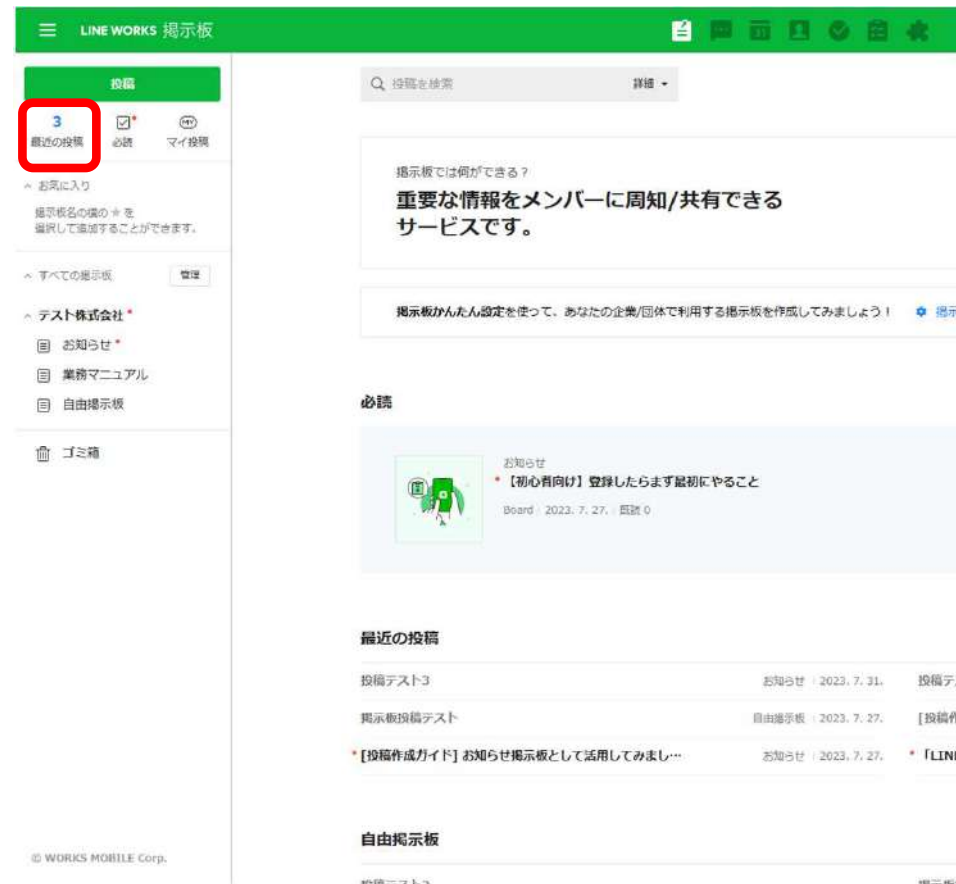 LINE WORKS 掲示板
投稿
3
最近の投稿
必読
MY
マイ投稿
お気に入り
掲示板名の横の☆を
選択して追加することができます。
すべての掲示板
管理
テスト株式会社
お知らせ
業務マニュアル
自由掲示板
ゴミ箱
© WORKS MOBILE Corp.
投稿を検索
詳細
掲示板では何ができる？
重要な情報をメンバーに周知/共有できる
サービスです。
掲示板かんたん設定を使って、あなたの企業/団体で利用する掲示板を作成してみましょう！
掲示
必読
お知らせ
【初心者向け】登録したらまず最初にやること
Board 2023. 7. 27. 既読 0
最近の投稿
投稿テスト3 お知らせ 2023. 7. 31. 投稿テ
掲示板投稿テスト 自由掲示板 2023. 7. 27. [投稿作
[投稿作成ガイド] お知らせ掲示板として活用してみまし… お知らせ 2023. 7. 27. 「LINE
自由掲示板